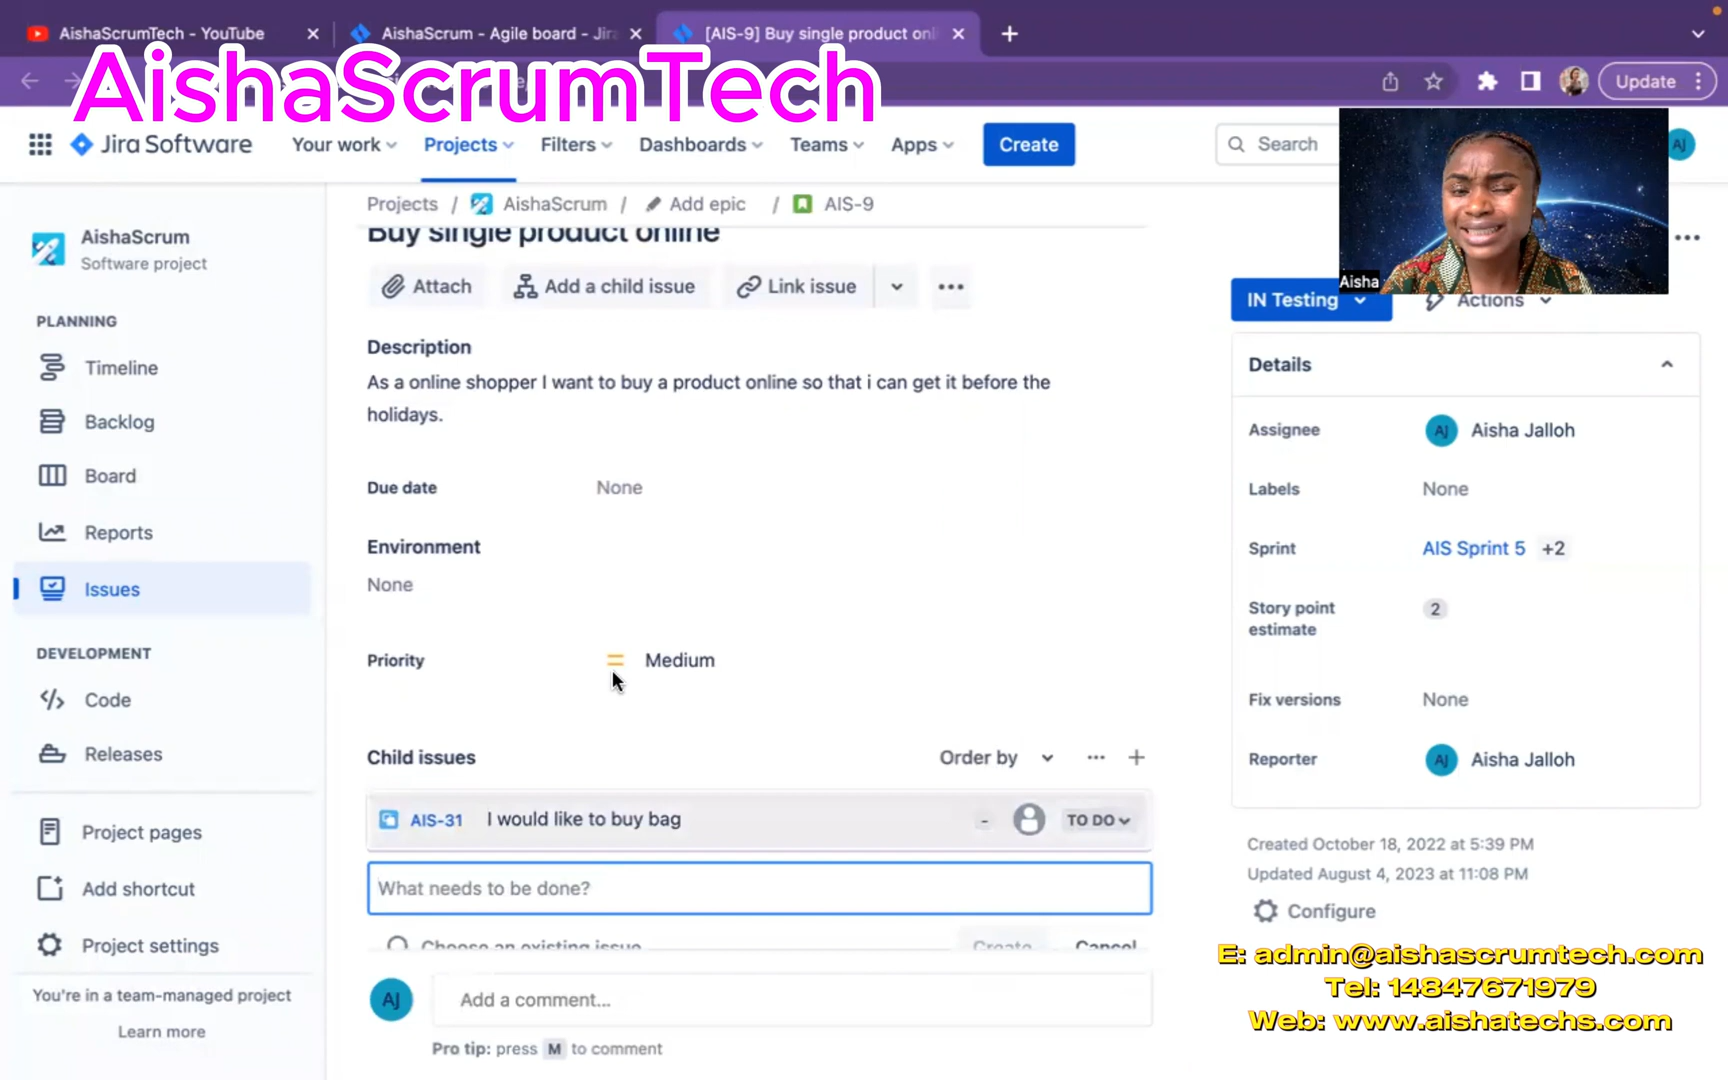 AishaScrumTech - YouTube
AishaScrum - Agile board - Jira
[AIS-9] Buy single product onl
AishaScrumTech
Update
Jira Software
Your work
Projects
Filters
Dashboards
Teams
Apps
Create
Search
AJ
Aisha
AishaScrum
Software project
PLANNING
Timeline
Backlog
Board
Reports
Issues
DEVELOPMENT
Code
Releases
Project pages
Add shortcut
Project settings
You're in a team-managed project
Learn more
Projects / AishaScrum / Add epic / AIS-9
Buy single product online
Attach
Add a child issue
Link issue
Description
As a online shopper I want to buy a product online so that i can get it before the
holidays.
Due date None
Environment
None
Priority Medium
Child issues
Order by
AIS-31 I would like to buy bag - TO DO
What needs to be done?
Choose an existing issue
Create Cancel
AJ Add a comment...
Pro tip: press M to comment
IN Testing
Actions
Details
Assignee AJ Aisha Jalloh
Labels None
Sprint AIS Sprint 5 +2
Story point
estimate 2
Fix versions None
Reporter AJ Aisha Jalloh
Created October 18, 2022 at 5:39 PM
Updated August 4, 2023 at 11:08 PM
Configure
E: admin@aishascrumtech.com
Tel: 14847671979
Web: www.aishatechs.com